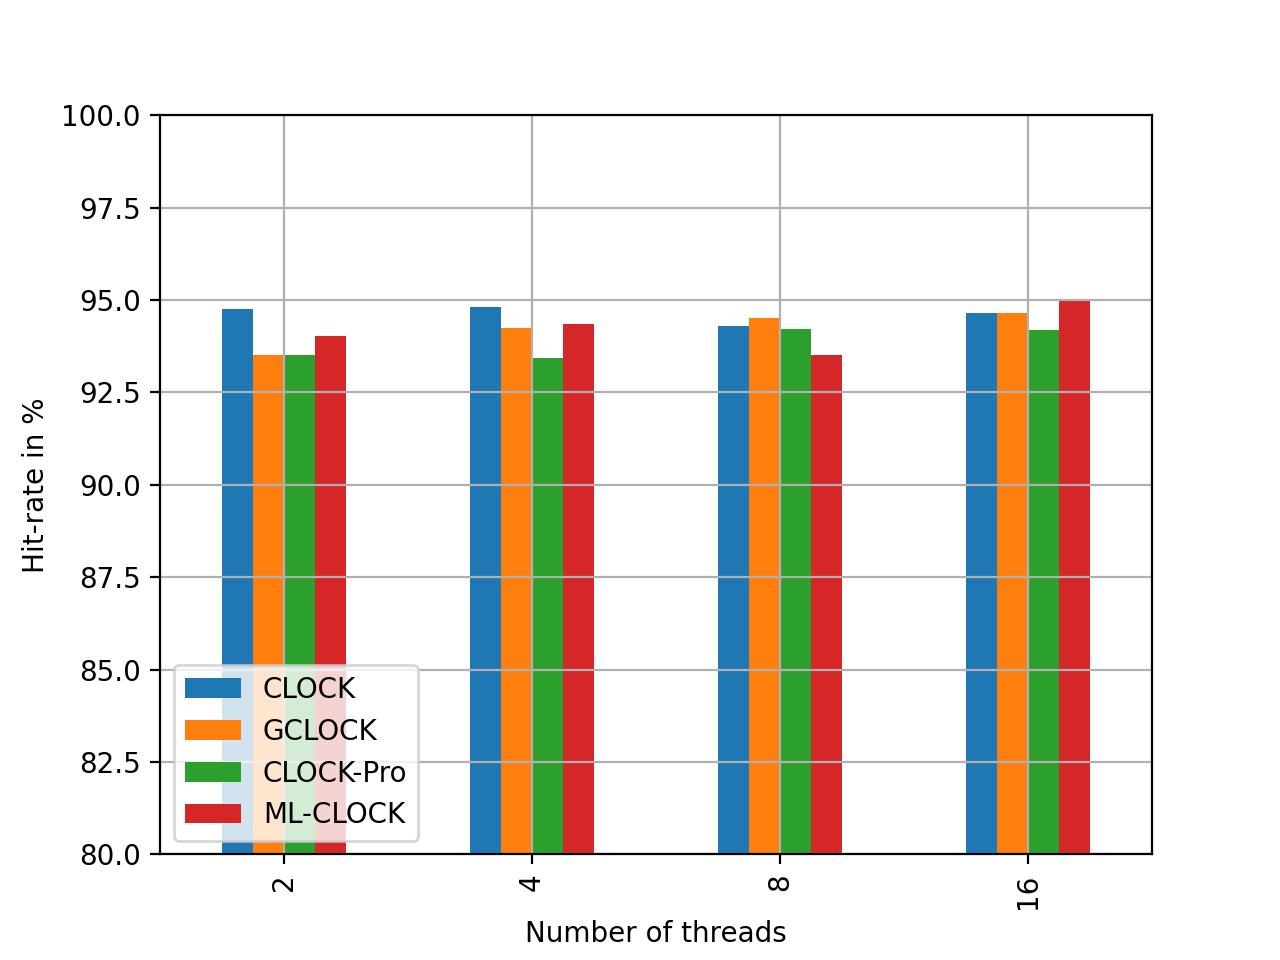 100.0
97.5
95.0
92.5
90.0
87.5
85.0
82.5
80.0
Hit-rate in %
CLOCK
GCLOCK
CLOCK-Pro
ML-CLOCK
2
4
8
16
Number of threads